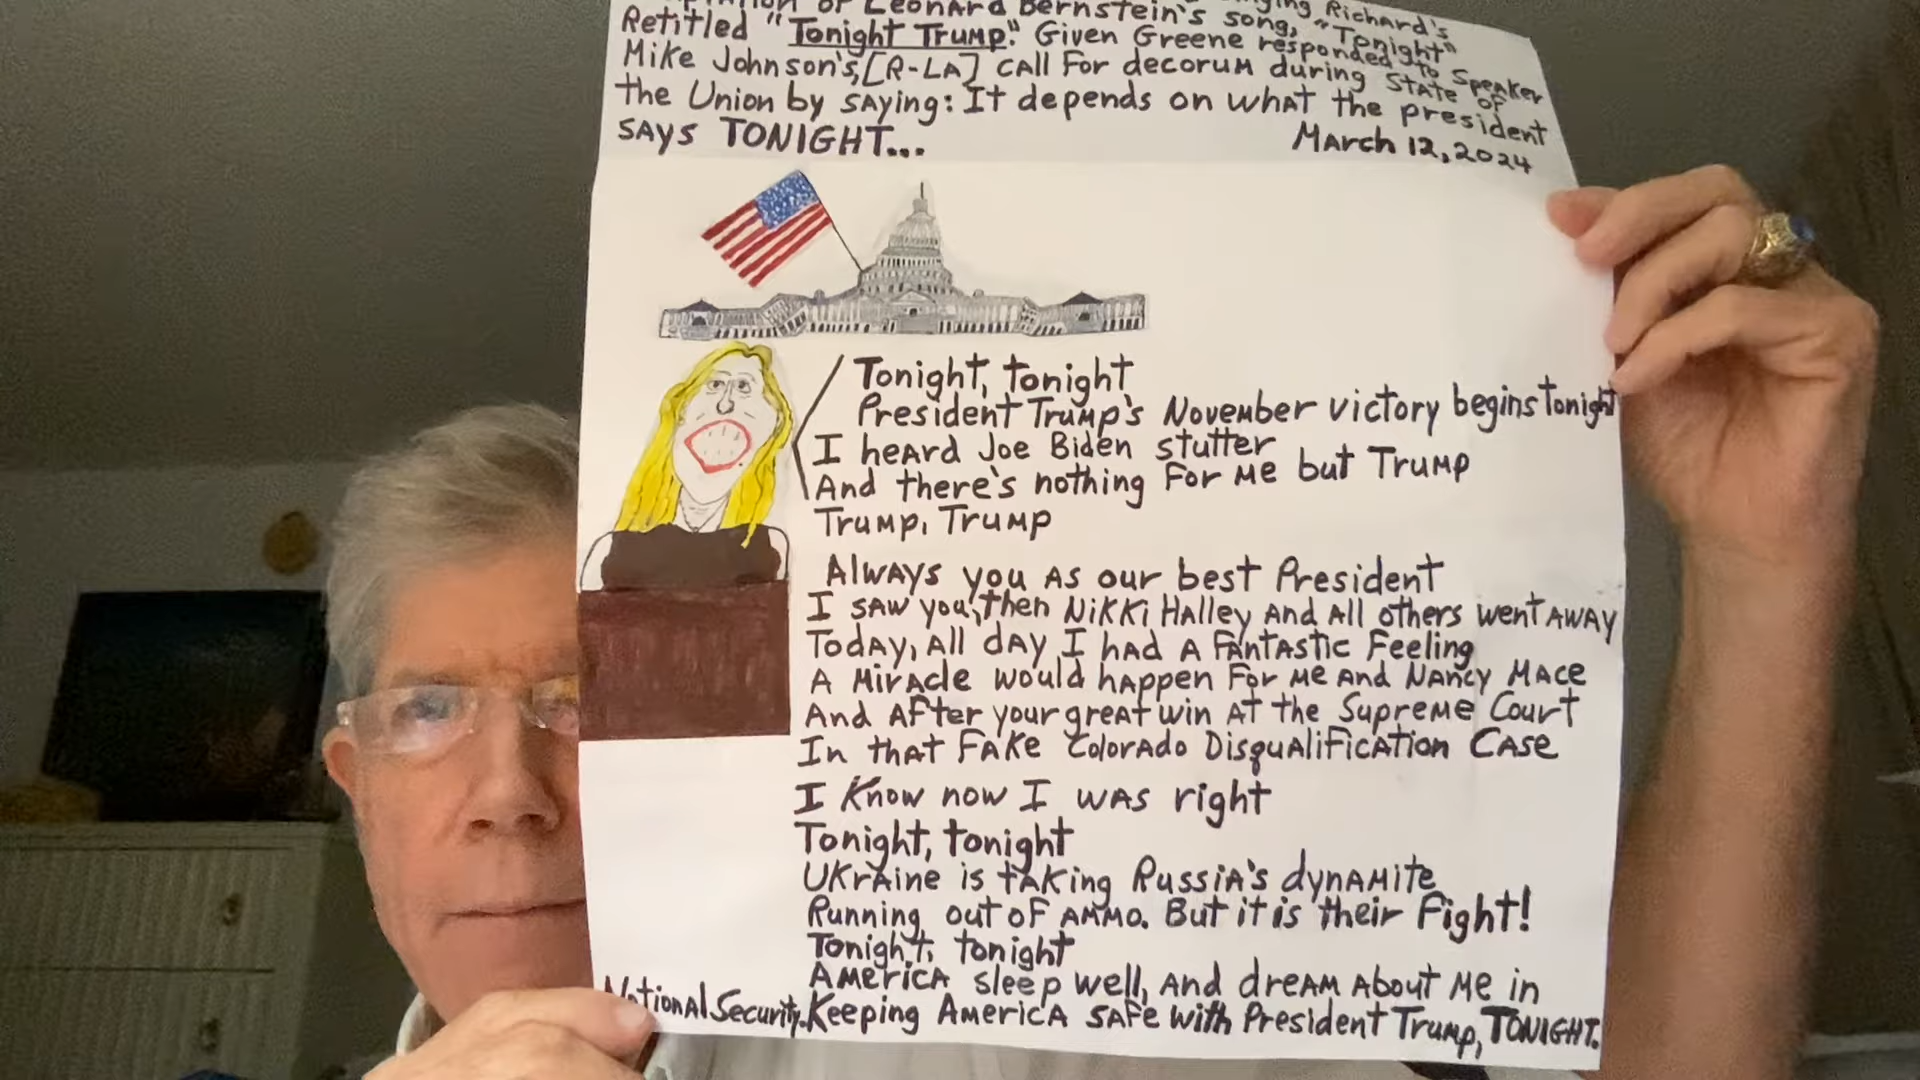 OF Leonard Bernstein's song, "Tonight" Richard's
Retitled "Tonight Trump." Given Greene responded to Speaker
Mike Johnson's, [R-LA] call for decorum during State of
the Union by saying: It depends on what the president
says TONIGHT...
March 12, 2024
Tonight, tonight
President Trump's November victory begins tonight
I heard Joe Biden stutter
And there's nothing for me but Trump
Trump, Trump
Always you as our best President
I saw you, then Nikki Halley and all others went away
Today, all day I had a fantastic feeling
A miracle would happen for me and Nancy Mace
And after your great win at the Supreme Court
In that fake Colorado Disqualification Case
I know now I was right
Tonight, tonight
Ukraine is taking Russia's dynamite
Running out of ammo. But it is their fight!
Tonight, tonight
America sleep well, and dream about me in
National Security. Keeping America safe with President Trump, TONIGHT.